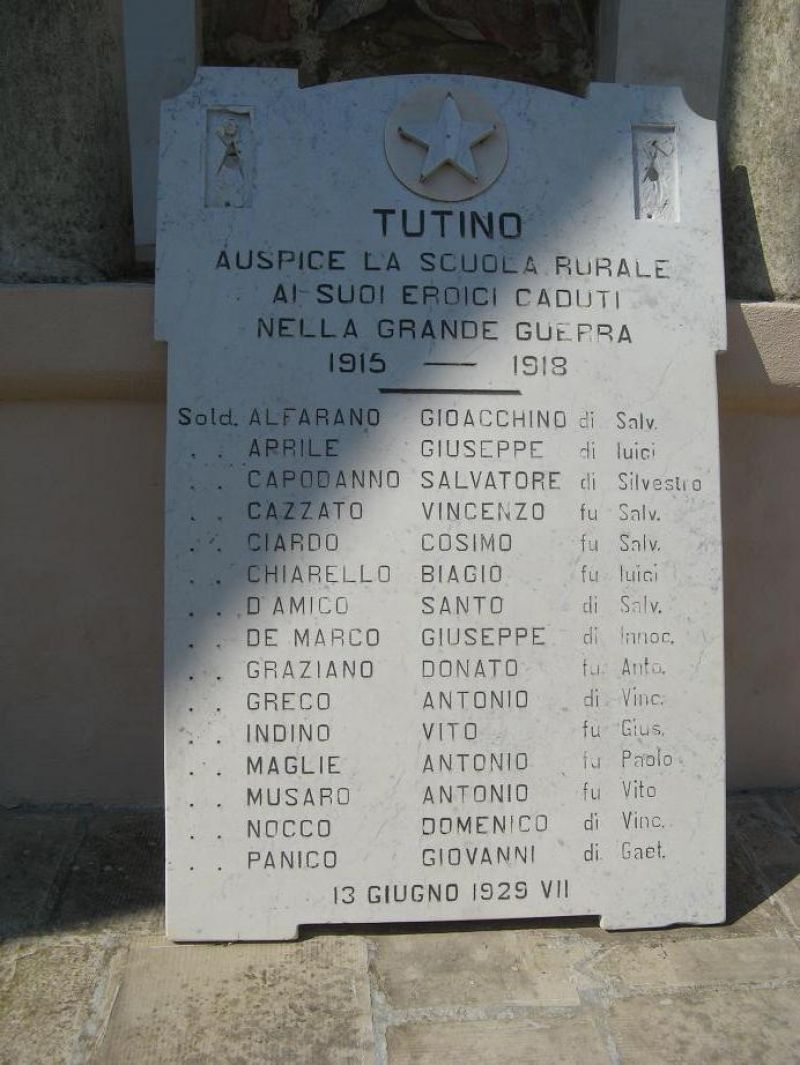 TUTINO
AUSPICE LA SCUOLA RURALE
AI SUOI EROICI CADUTI
NELLA GRANDE GUERRA
1915 — 1918
Sold. ALFARANO GIOACCHINO di Salv.
. . APRILE GIUSEPPE di luici
. . CAPODANNO SALVATORE di Silvestro
. . CAZZATO VINCENZO fu Salv.
. . CIARDO COSIMO fu Salv.
. . CHIARELLO BIAGIO fu luici
. . D'AMICO SANTO di Salv.
. . DE MARCO GIUSEPPE di Innoc.
. . GRAZIANO DONATO fu Anto.
. . GRECO ANTONIO di Vinc.
. . INDINO VITO fu Gius.
. . MAGLIE ANTONIO fu Paolo
. . MUSARO ANTONIO fu Vito
. . NOCCO DOMENICO di Vinc.
. . PANICO GIOVANNI di Gaet.
13 GIUGNO 1929 VII